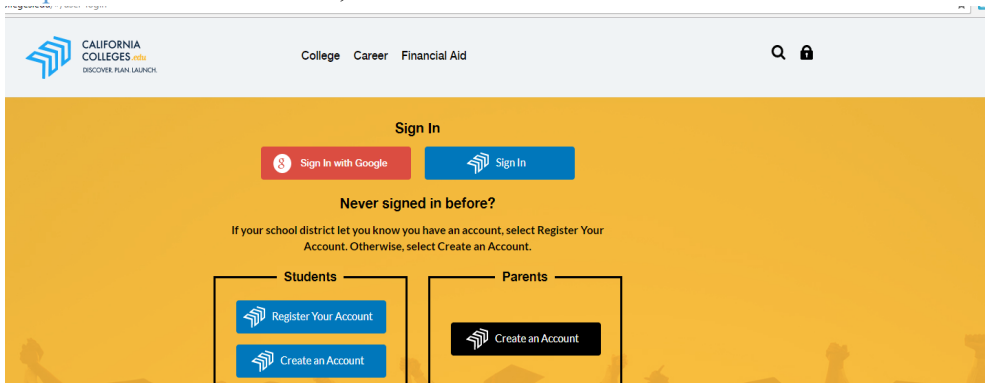 CALIFORNIA
COLLEGES.edu
DISCOVER. PLAN. LAUNCH.
College Career Financial Aid
Sign In
8 Sign In with Google
Sign In
Never signed in before?
If your school district let you know you have an account, select Register Your
Account. Otherwise, select Create an Account.
Students
Register Your Account
Create an Account
Parents
Create an Account